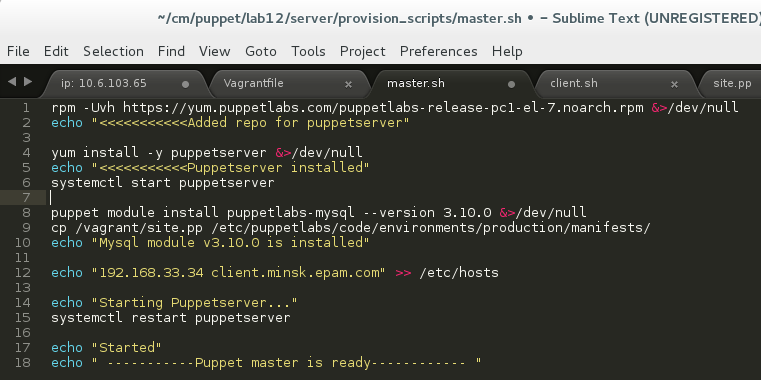 ~/cm/puppet/lab12/server/provision_scripts/master.sh • - Sublime Text (UNREGISTERED)
File Edit Selection Find View Goto Tools Project Preferences Help
ip: 10.6.103.65 Vagrantfile × master.sh client.sh × site.pp
1 rpm -Uvh https://yum.puppetlabs.com/puppetlabs-release-pc1-el-7.noarch.rpm &>/dev/null
2 echo "<<<<<<<<<<<Added repo for puppetserver"
3
4 yum install -y puppetserver &>/dev/null
5 echo "<<<<<<<<<<<Puppetserver installed"
6 systemctl start puppetserver
7
8 puppet module install puppetlabs-mysql --version 3.10.0 &>/dev/null
9 cp /vagrant/site.pp /etc/puppetlabs/code/environments/production/manifests/
10 echo "Mysql module v3.10.0 is installed"
11
12 echo "192.168.33.34 client.minsk.epam.com" >> /etc/hosts
13
14 echo "Starting Puppetserver..."
15 systemctl restart puppetserver
16
17 echo "Started"
18 echo " -----------Puppet master is ready------------ "